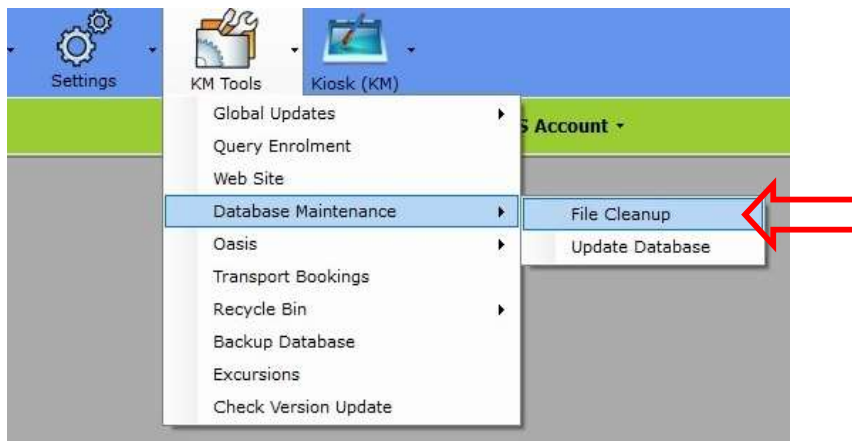 Settings
KM Tools
Kiosk (KM)
S Account
Global Updates
Query Enrolment
Web Site
Database Maintenance
File Cleanup
Oasis
Update Database
Transport Bookings
Recycle Bin
Backup Database
Excursions
Check Version Update